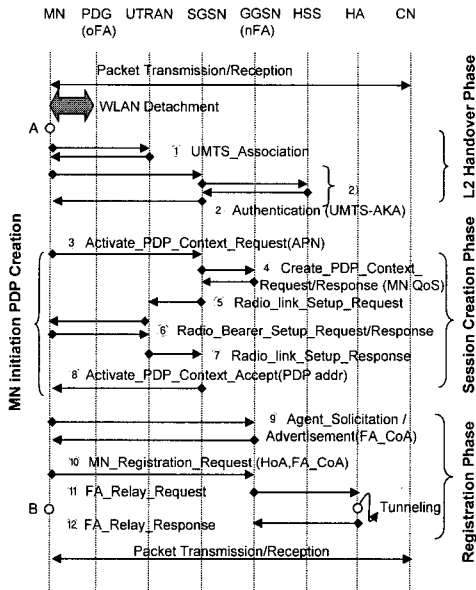 MN PDG UTRAN SGSN GGSN HSS HA CN
(oFA) (nFA)
Packet Transmission/Reception
WLAN Detachment
A
1 UMTS_Association
2)
2 Authentication (UMTS-AKA)
L2 Handover Phase
3 Activate_PDP_Context_Request(APN)
4 Create_PDP_Context_
Request/Response (MN QoS)
5 Radio_link_Setup_Request
6 Radio_Bearer_Setup_Request/Response
7 Radio_link_Setup_Response
8 Activate_PDP_Context_Accept(PDP addr)
MN initiation PDP Creation
Session Creation Phase
9 Agent_Solicitation /
Advertisement(FA_CoA)
10 MN_Registration_Request (HoA,FA_CoA)
11 FA_Relay_Request
B
Tunneling
12 FA_Relay_Response
Packet Transmission/Reception
Registration Phase